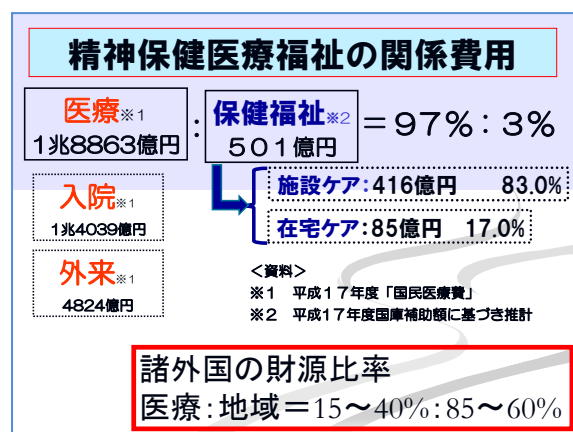 精神保健医療福祉の関係費用
医療※1
1兆8863億円
:
保健福祉※2
501億円
=97%:3%
入院※1
1兆4039億円
外来※1
4824億円
施設ケア:416億円 83.0%
在宅ケア:85億円 17.0%
<資料>
※1 平成17年度「国民医療費」
※2 平成17年度国庫補助額に基づき推計
諸外国の財源比率
医療:地域=15~40%:85~60%